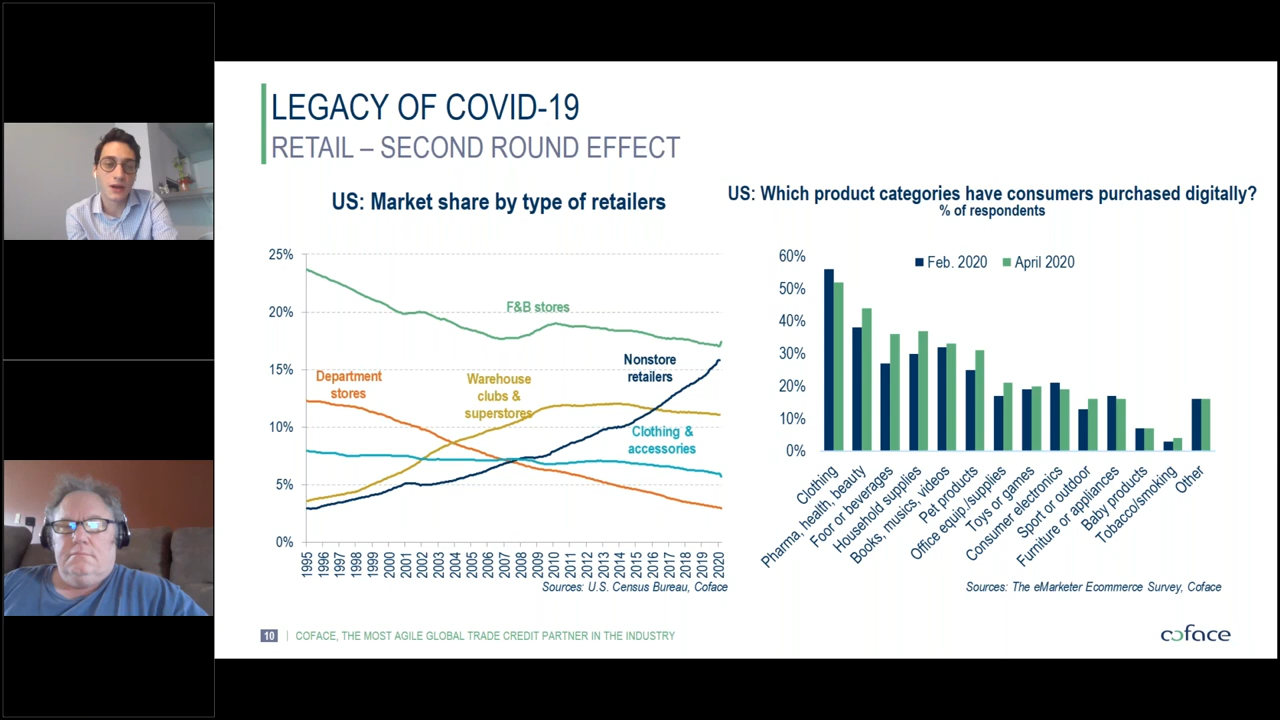 LEGACY OF COVID-19
RETAIL – SECOND ROUND EFFECT
US: Market share by type of retailers
25%
20%
15%
10%
5%
0%
F&B stores
Nonstore
retailers
Department
stores
Warehouse
clubs &
superstores
Clothing &
accessories
1995
1996
1997
1998
1999
2000
2001
2002
2003
2004
2005
2006
2007
2008
2009
2010
2011
2012
2013
2014
2015
2016
2017
2018
2019
2020
Sources: U.S. Census Bureau, Coface
US: Which product categories have consumers purchased digitally?
% of respondents
60%
50%
40%
30%
20%
10%
0%
Feb. 2020
April 2020
Clothing
Pharma, health, beauty
Foor or beverages
Household supplies
Books, musics, videos
Pet products
Office equip./supplies
Toys or games
Consumer electronics
Sport or outdoor
Furniture or appliances
Baby products
Tobacco/smoking
Other
Sources: The eMarketer Ecommerce Survey, Coface
10 | COFACE, THE MOST AGILE GLOBAL TRADE CREDIT PARTNER IN THE INDUSTRY
coface